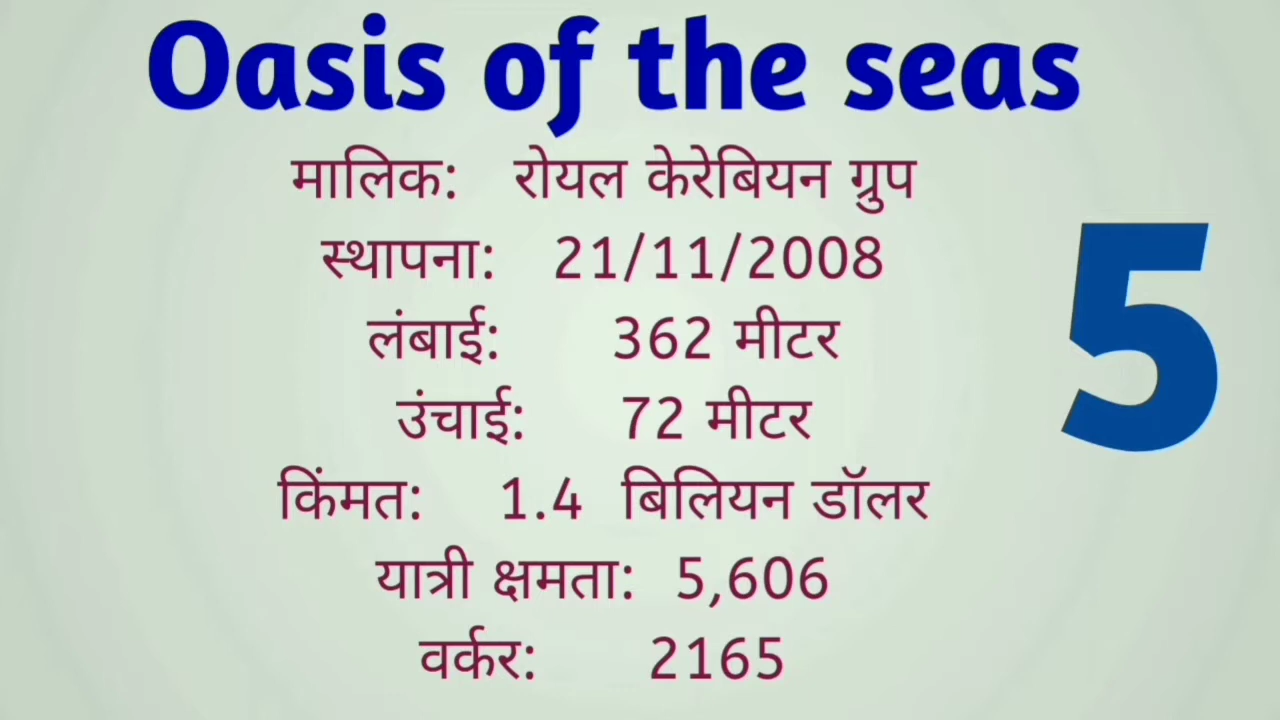 Oasis of the seas
मालिक: रोयल केरेबियन ग्रुप
स्थापना: 21/11/2008
लंबाई: 362 मीटर
उंचाई: 72 मीटर
किंमत: 1.4 बिलियन डॉलर
यात्री क्षमता: 5,606
वर्कर: 2165
5